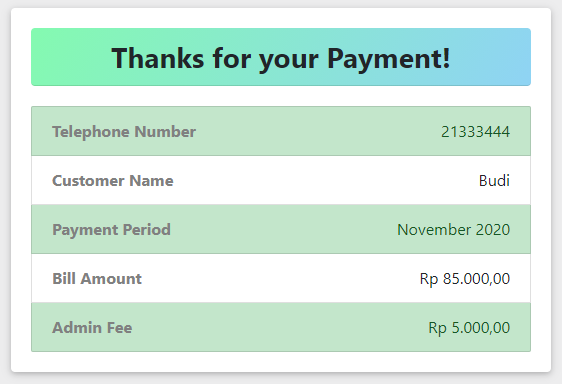 Thanks for your Payment!
Telephone Number 21333444
Customer Name Budi
Payment Period November 2020
Bill Amount Rp 85.000,00
Admin Fee Rp 5.000,00